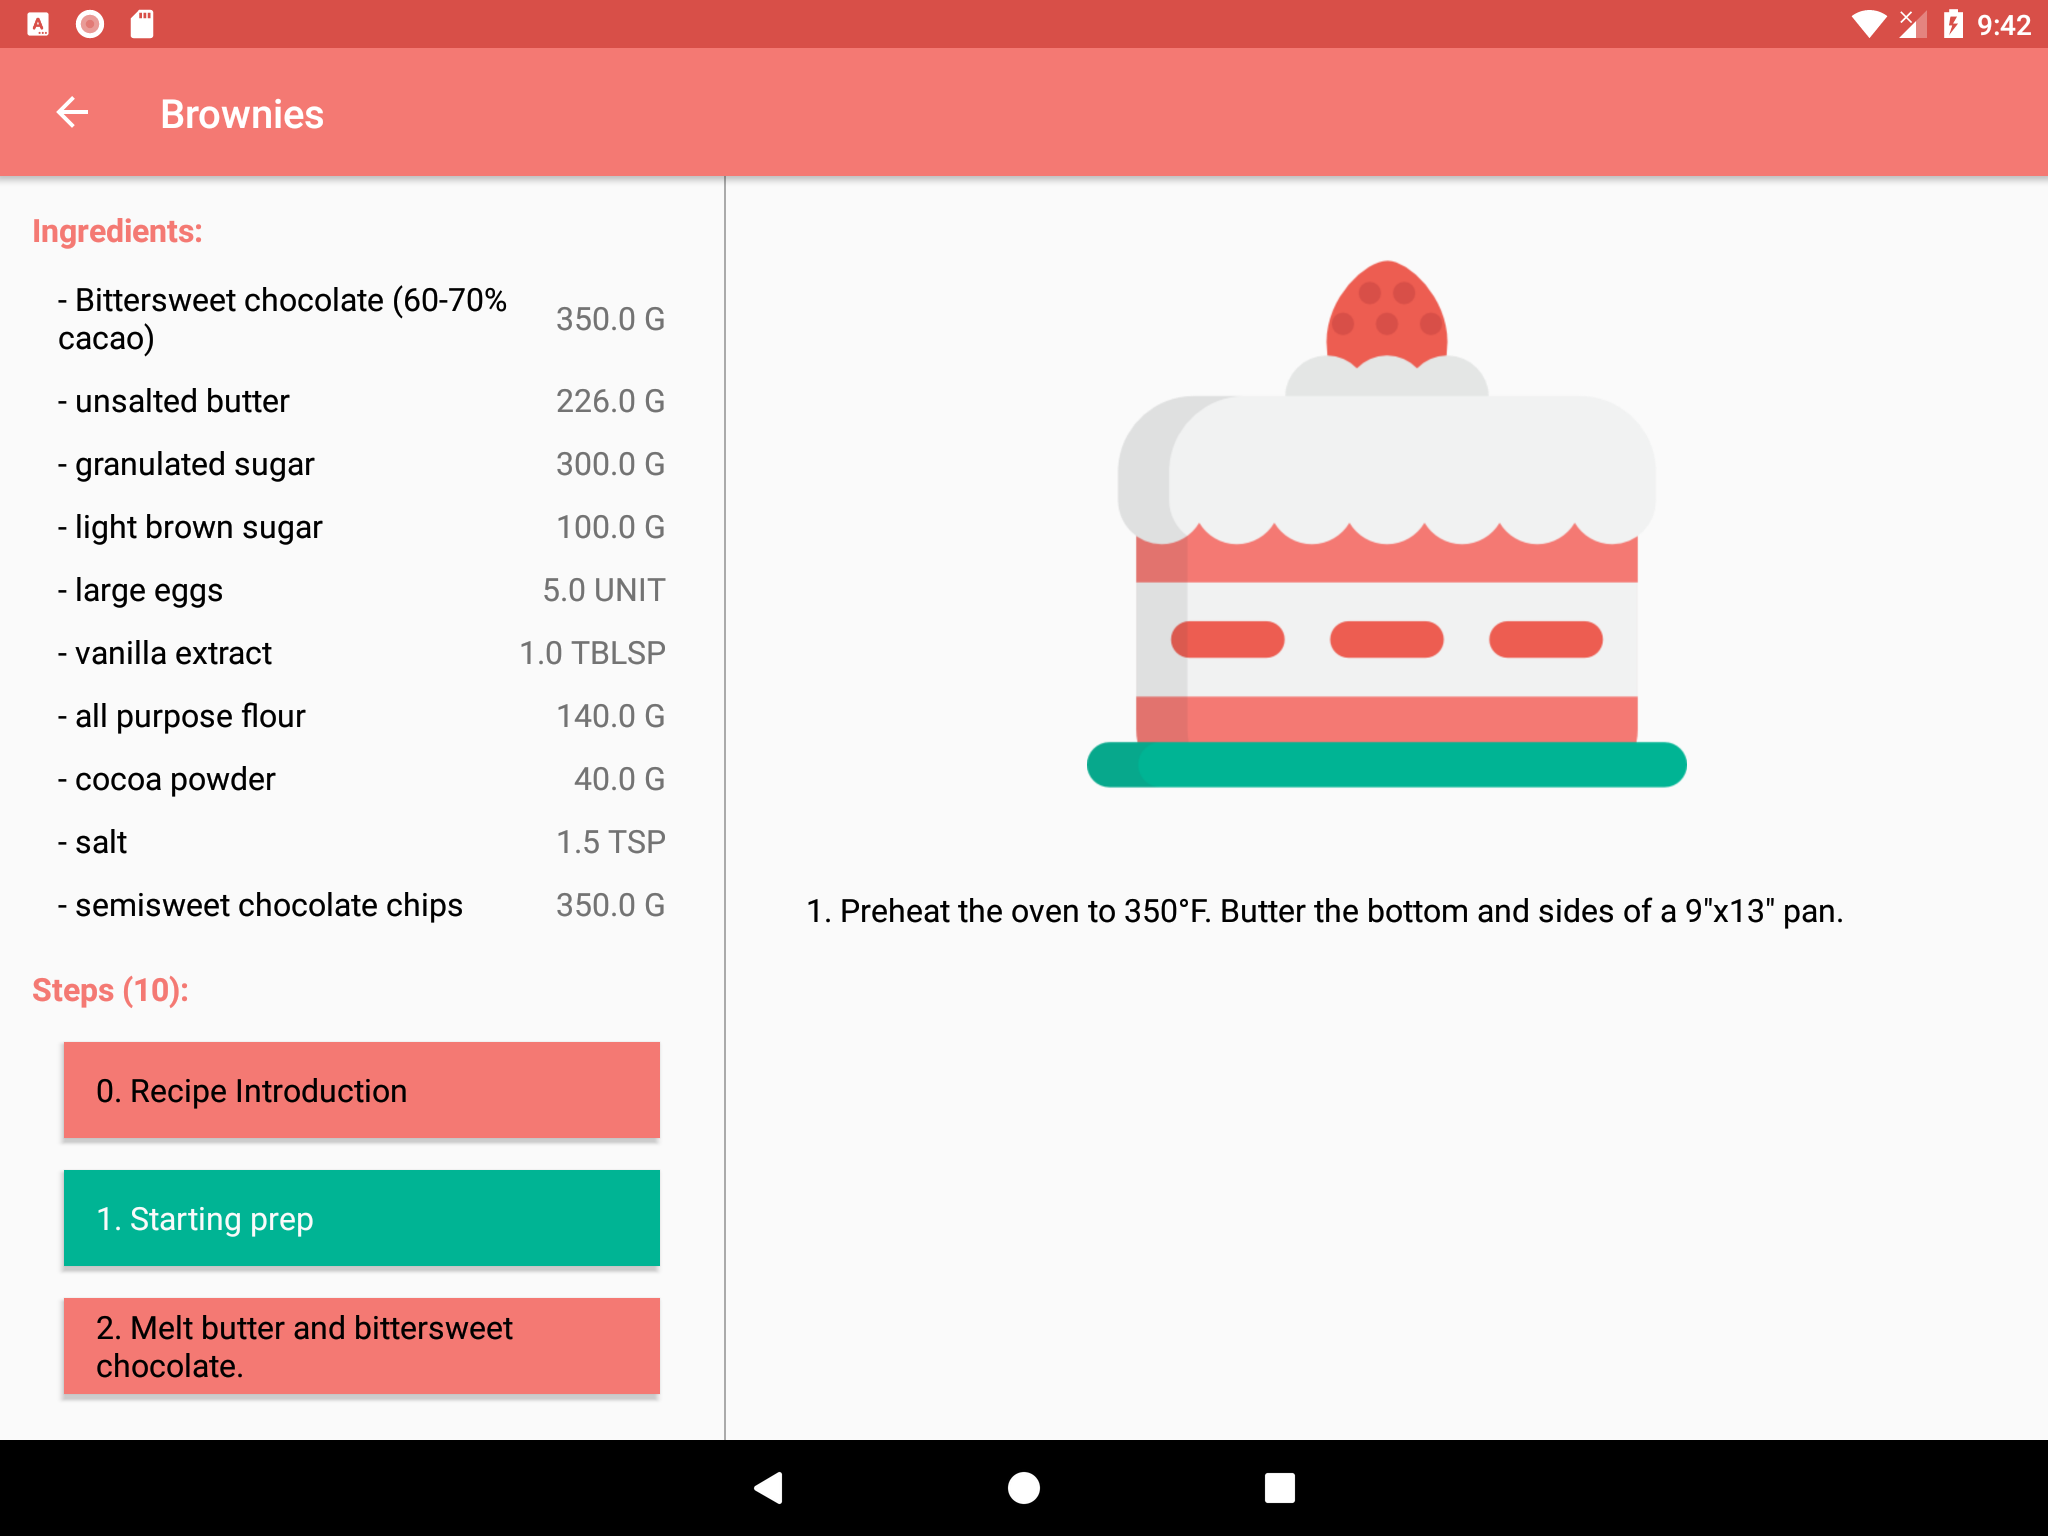 9:42
Brownies
Ingredients:
- Bittersweet chocolate (60-70%
cacao)
350.0 G
- unsalted butter 226.0 G
- granulated sugar 300.0 G
- light brown sugar 100.0 G
- large eggs 5.0 UNIT
- vanilla extract 1.0 TBLSP
- all purpose flour 140.0 G
- cocoa powder 40.0 G
- salt 1.5 TSP
- semisweet chocolate chips 350.0 G
Steps (10):
0. Recipe Introduction
1. Starting prep
2. Melt butter and bittersweet
chocolate.
1. Preheat the oven to 350°F. Butter the bottom and sides of a 9"x13" pan.